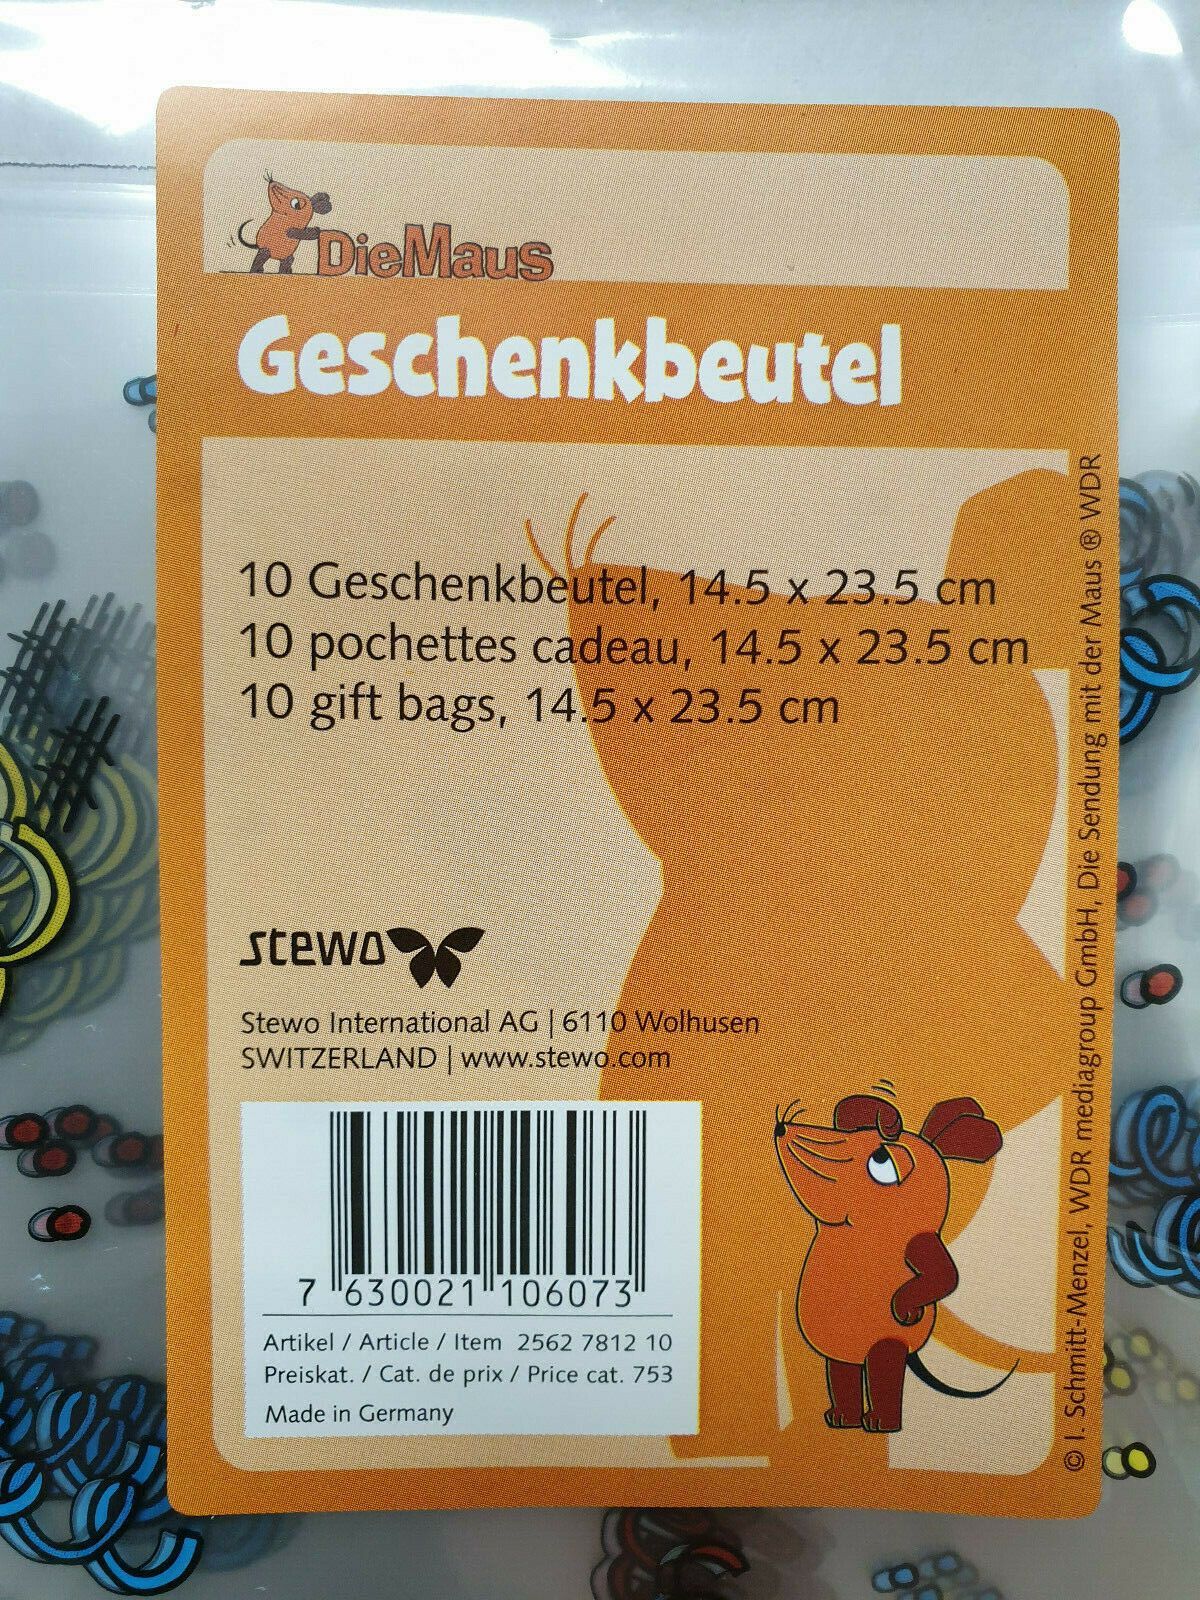 DieMaus
Geschenkbeutel
10 Geschenkbeutel, 14.5 x 23.5 cm
10 pochettes cadeau, 14.5 x 23.5 cm
10 gift bags, 14.5 x 23.5 cm
stewo
Stewo International AG | 6110 Wolhusen
SWITZERLAND | www.stewo.com
7 630021 106073
Artikel / Article / Item 2562 7812 10
Preiskat. / Cat. de prix / Price cat. 753
Made in Germany
© I. Schmitt-Menzel, WDR mediagroup GmbH, Die Sendung mit der Maus ® WDR